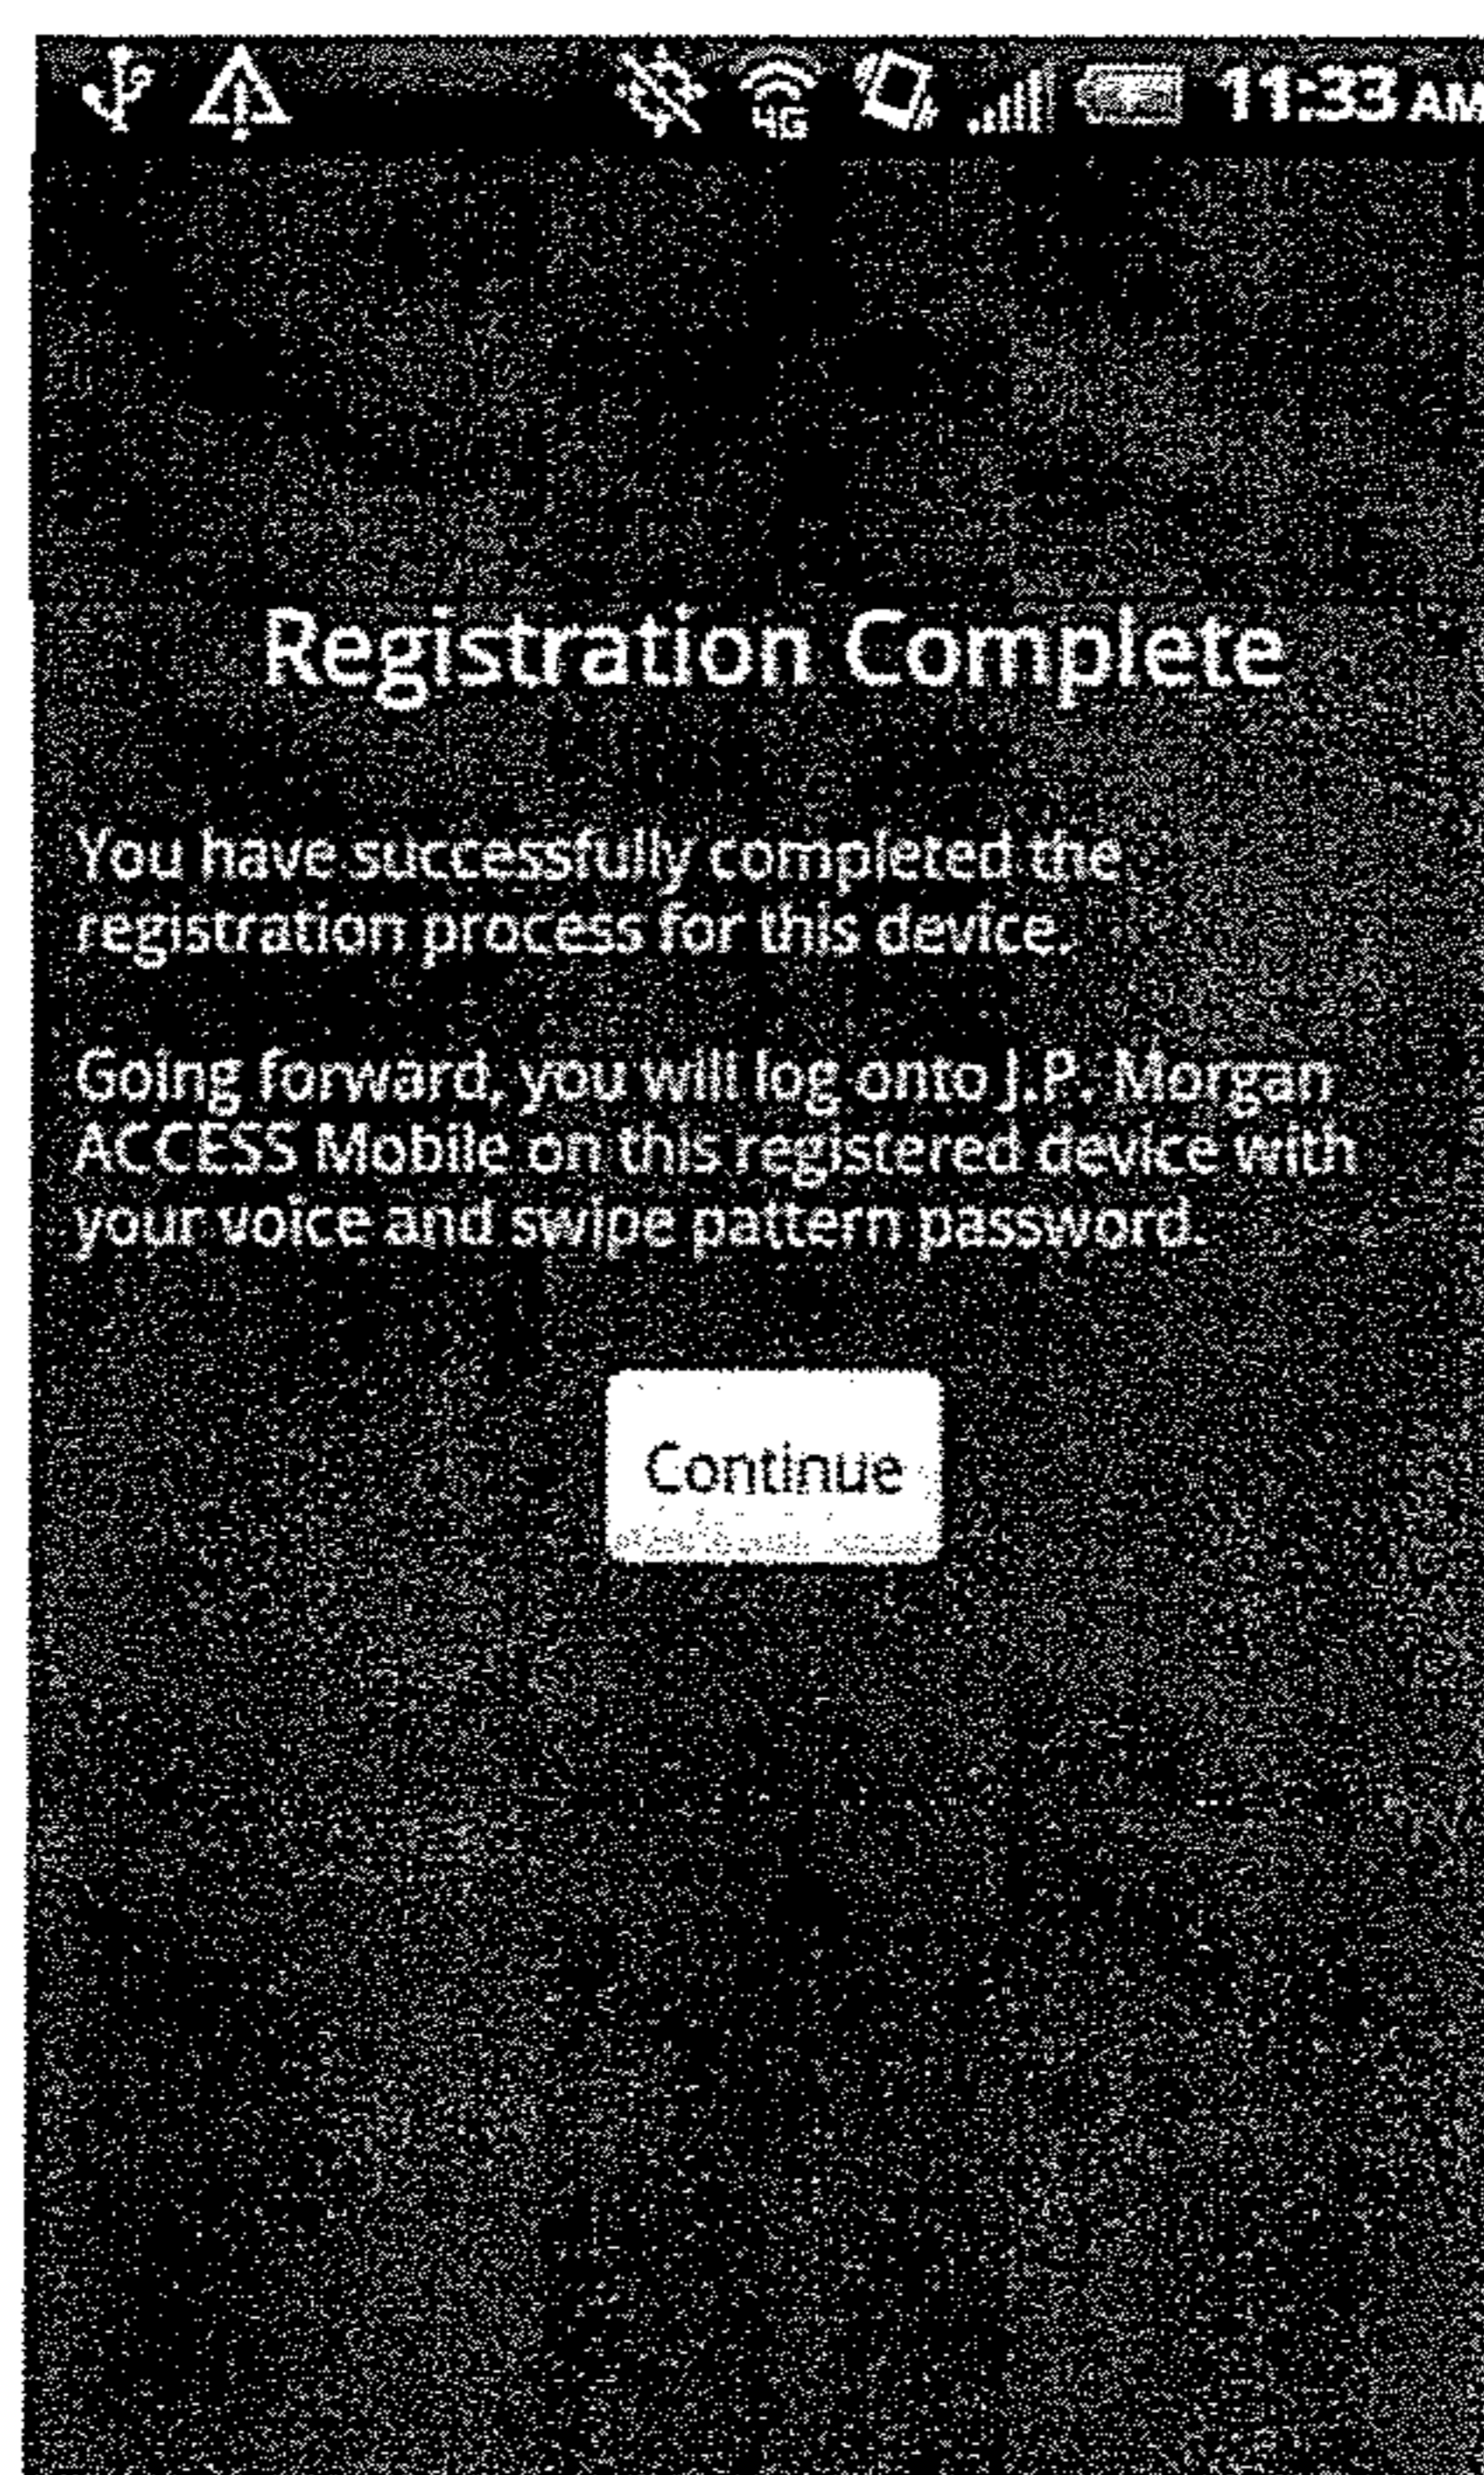 4G 11:33 AM
Registration Complete
You have successfully completed the
registration process for this device.
Going forward, you will log onto J.P. Morgan
ACCESS Mobile on this registered device with
your voice and swipe pattern password.
Continue